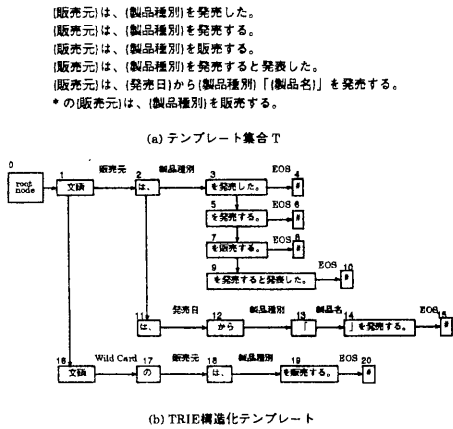 {販売元}は、{製品種別}を発売した。
{販売元}は、{製品種別}を発売する。
{販売元}は、{製品種別}を販売する。
{販売元}は、{製品種別}を発売すると発表した。
{販売元}は、{発売日}から{製品種別}「{製品名}」を発売する。
* の{販売元}は、{製品種別}を販売する。
(a) テンプレート集合 T
0
root node
1 文頭
販売元
2 は、
製品種別
3 を発売した。
EOS
4 #
5 を発売する。
EOS
6 #
7 を販売する。
EOS
8 #
9 を発売すると発表した。
EOS
10 #
11 は、
発売日
12 から
製品種別
13 「
製品名
14 」を発売する。
EOS
15 #
16 文頭
Wild Card
17 の
販売元
18 は、
製品種別
19 を販売する。
EOS
20 #
(b) TRIE構造化テンプレート